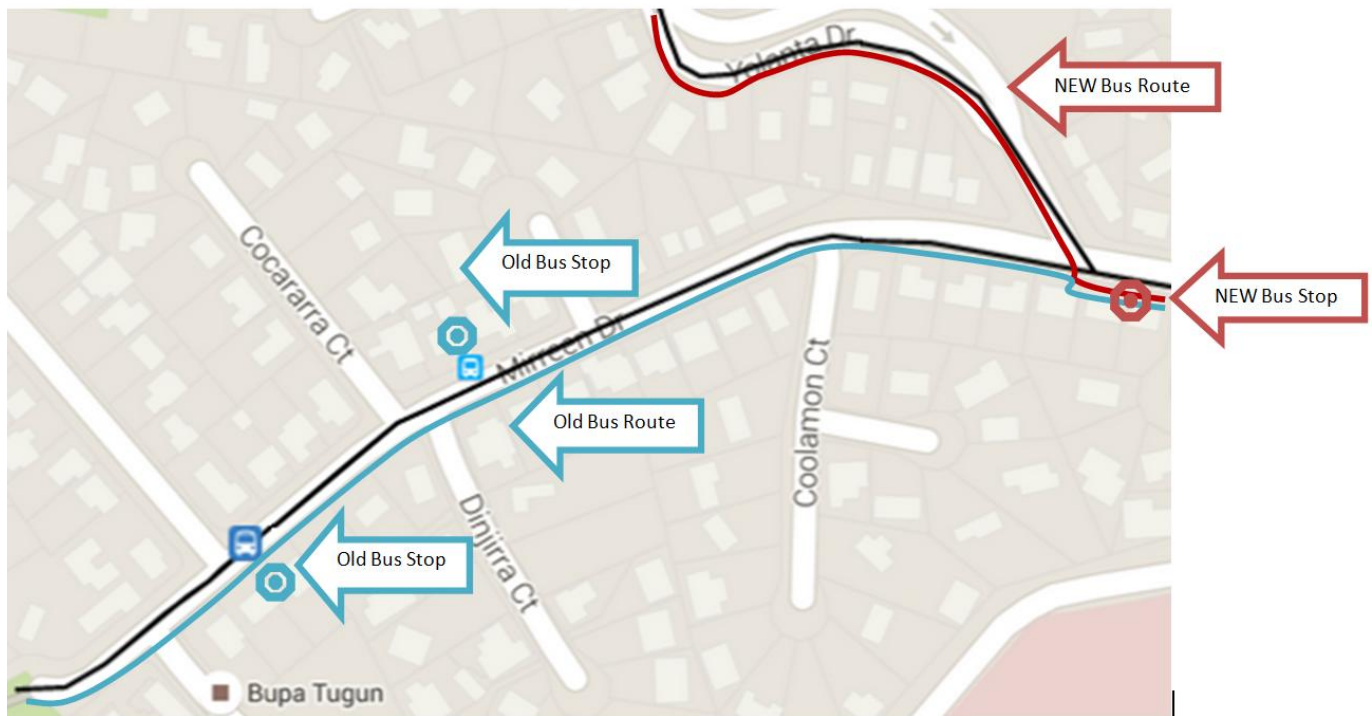 Yolanta Dr
NEW Bus Route
Cocararra Ct
Old Bus Stop
NEW Bus Stop
Mirreen Dr
Old Bus Route
Coolamon Ct
Dinjirra Ct
Old Bus Stop
Bupa Tugun